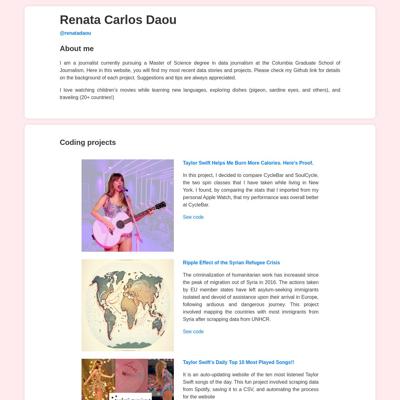 Renata Carlos Daou
@renatadaou
About me
I am a journalist currently pursuing a Master of Science degree in data journalism at the Columbia Graduate School of
Journalism. Here in this website, you will find my most recent data stories and projects. Please check my Github link for details
on the background of each project. Suggestions and tips are always appreciated.
I love watching children's movies while learning new languages, exploring dishes (pigeon, sardine eyes, and others), and
traveling (20+ countries!)
Coding projects
Taylor Swift Helps Me Burn More Calories. Here's Proof.
In this project, I decided to compare CycleBar and SoulCycle,
the two spin classes that I have taken while living in New
York. I found, by comparing the stats that I imported from my
personal Apple Watch, that my performance was overall better
at CycleBar.
See code
Ripple Effect of the Syrian Refugee Crisis
The criminalization of humanitarian work has increased since
the peak of migration out of Syria in 2016. The actions taken
by EU member states have left asylum-seeking immigrants
isolated and devoid of assistance upon their arrival in Europe,
following arduous and dangerous journey. This project
involved mapping the countries with most immigrants from
Syria after scrapping data from UNHCR.
See code
Taylor Swift's Daily Top 10 Most Played Songs!!
It is an auto-updating website of the ten most listened Taylor
Swift songs of the day. This fun project involved scraping data
from Spotify, saving it to a CSV, and automating the process
for the website